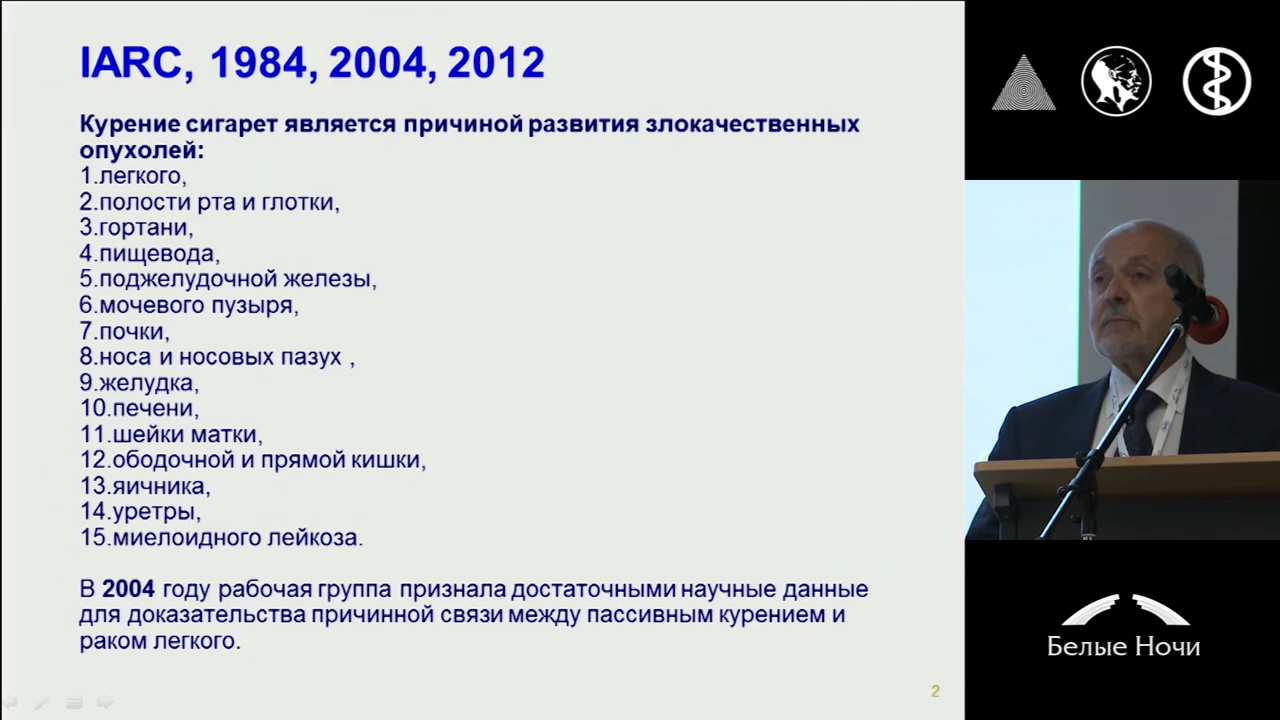 IARC, 1984, 2004, 2012
Курение сигарет является причиной развития злокачественных
опухолей:
1.легкого,
2.полости рта и глотки,
3.гортани,
4.пищевода,
5.поджелудочной железы,
6.мочевого пузыря,
7.почки,
8.носа и носовых пазух ,
9.желудка,
10.печени,
11.шейки матки,
12.ободочной и прямой кишки,
13.яичника,
14.уретры,
15.миелоидного лейкоза.
В 2004 году рабочая группа признала достаточными научные данные
для доказательства причинной связи между пассивным курением и
раком легкого.
2
Белые Ночи